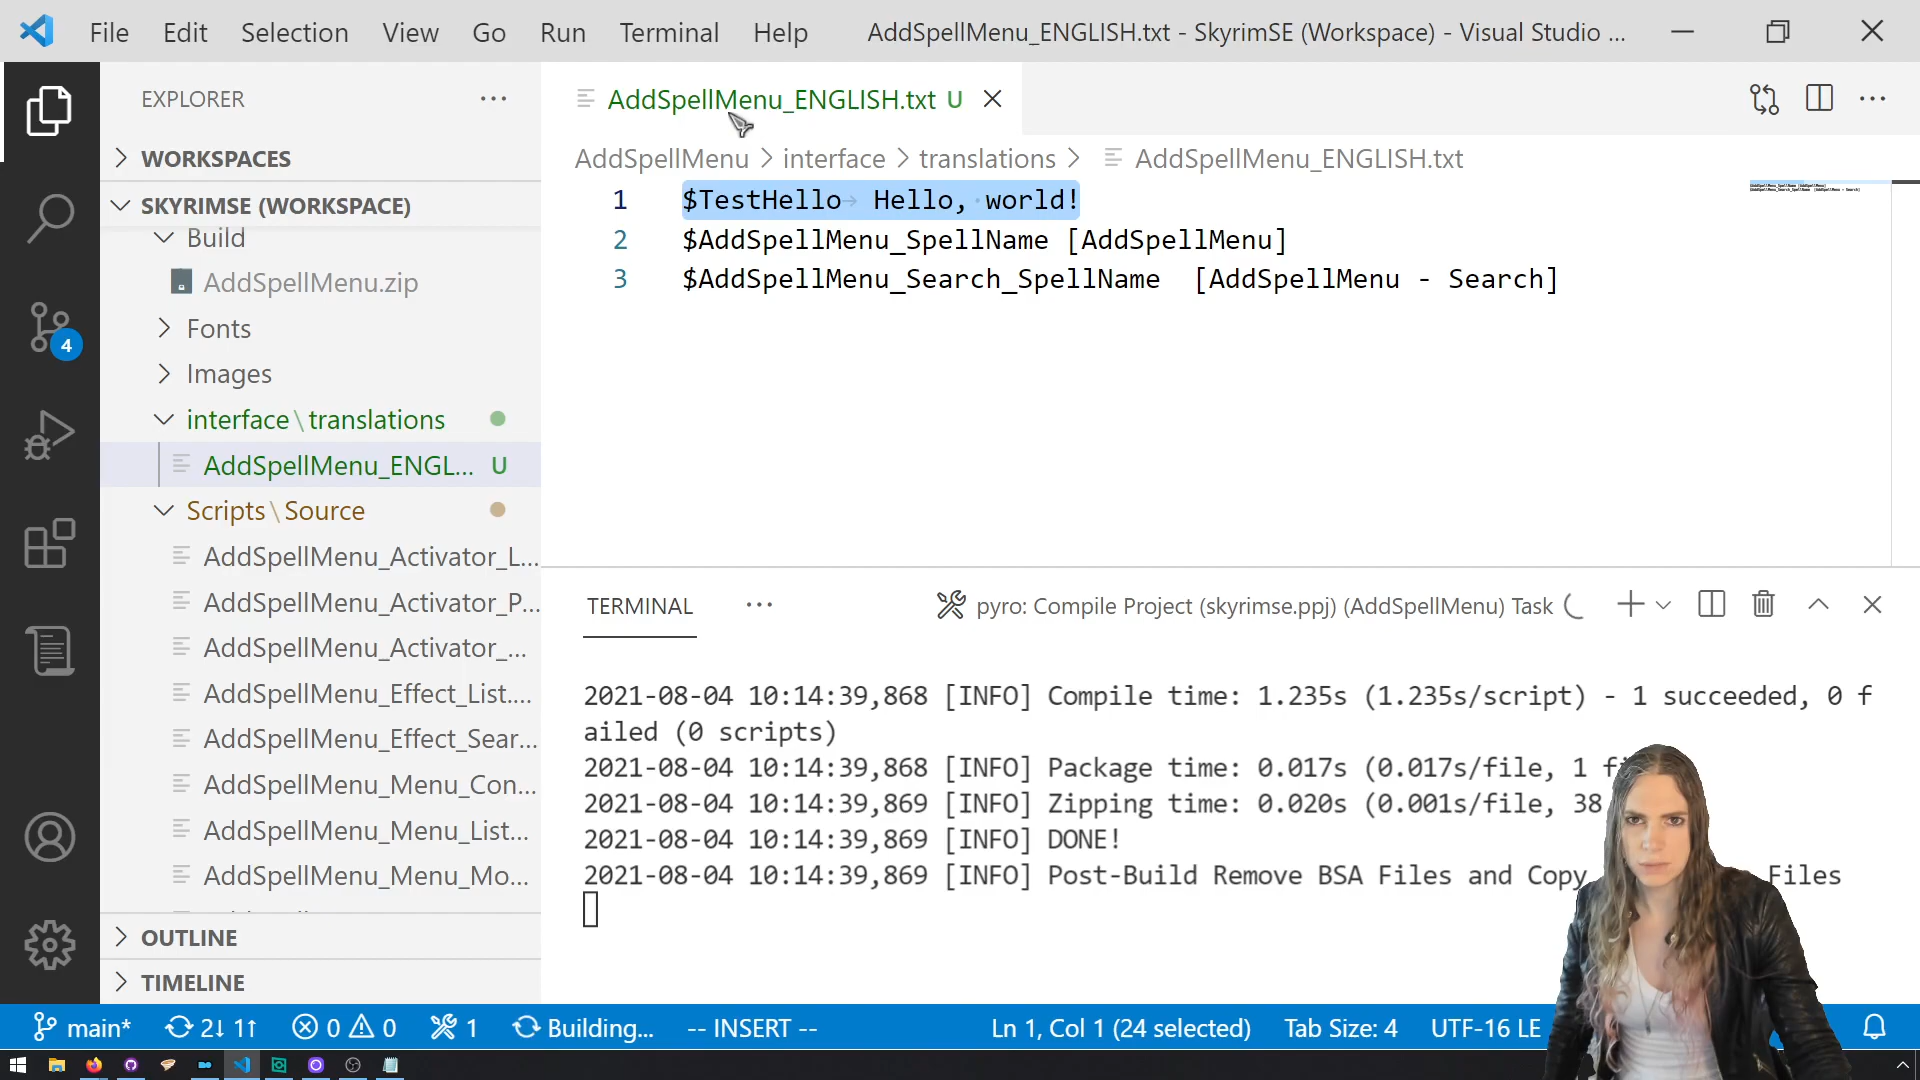 File Edit Selection View Go Run Terminal Help AddSpellMenu_ENGLISH.txt - SkyrimSE (Workspace) - Visual Studio ...
EXPLORER
WORKSPACES
SKYRIMSE (WORKSPACE)
Build
AddSpellMenu.zip
Fonts
Images
interface\translations
AddSpellMenu_ENGL... U
Scripts\Source
AddSpellMenu_Activator_L...
AddSpellMenu_Activator_P...
AddSpellMenu_Activator_...
AddSpellMenu_Effect_List....
AddSpellMenu_Effect_Sear...
AddSpellMenu_Menu_Con...
AddSpellMenu_Menu_List...
AddSpellMenu_Menu_Mo...
OUTLINE
TIMELINE
4
AddSpellMenu_ENGLISH.txt U
AddSpellMenu > interface > translations > AddSpellMenu_ENGLISH.txt
1 $TestHello Hello, world!
2 $AddSpellMenu_SpellName [AddSpellMenu]
3 $AddSpellMenu_Search_SpellName [AddSpellMenu - Search]
TERMINAL ... pyro: Compile Project (skyrimse.ppj) (AddSpellMenu) Task
2021-08-04 10:14:39,868 [INFO] Compile time: 1.235s (1.235s/script) - 1 succeeded, 0 f
ailed (0 scripts)
2021-08-04 10:14:39,868 [INFO] Package time: 0.017s (0.017s/file, 1
2021-08-04 10:14:39,869 [INFO] Zipping time: 0.020s (0.001s/file, 38
2021-08-04 10:14:39,869 [INFO] DONE!
2021-08-04 10:14:39,869 [INFO] Post-Build Remove BSA Files and Copy Files
main* 2↓ 1↑ 0 0 1 Building... -- INSERT -- Ln 1, Col 1 (24 selected) Tab Size: 4 UTF-16 LE